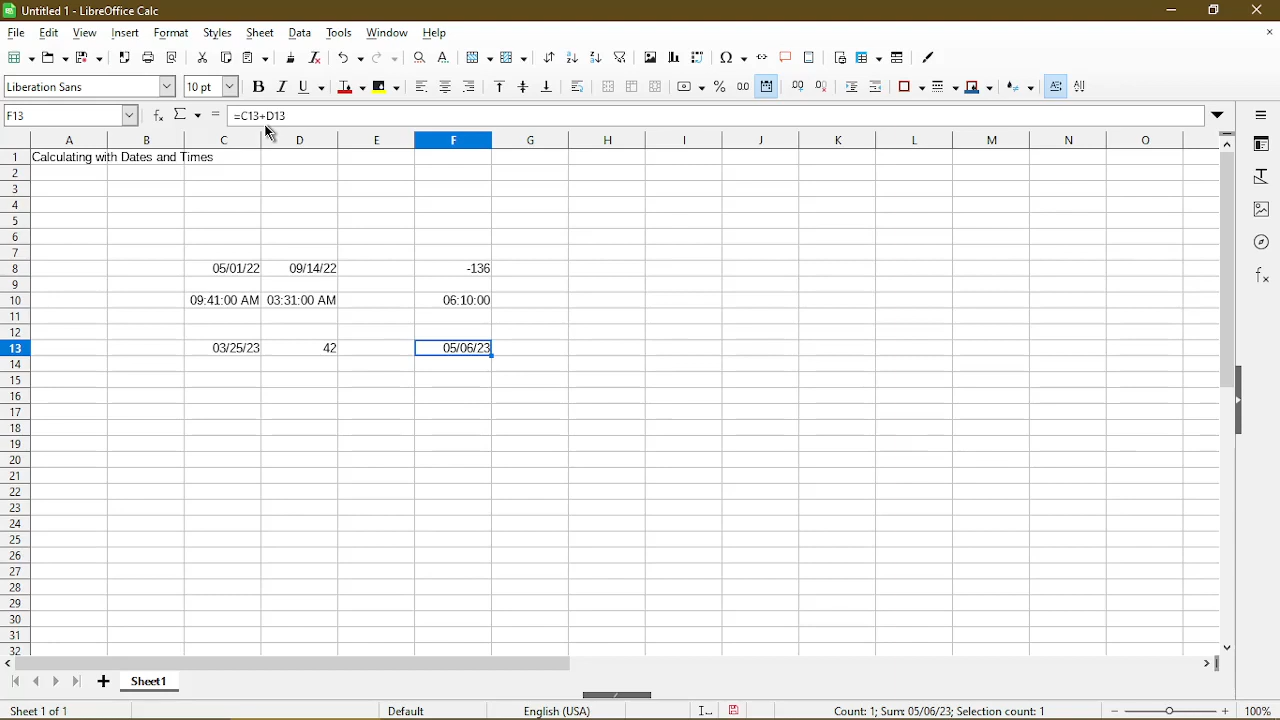 Untitled 1 - LibreOffice Calc
File Edit View Insert Format Styles Sheet Data Tools Window Help
Liberation Sans 10 pt
F13 =C13+D13
A B C D E F G H I J K L M N O
1 Calculating with Dates and Times
2
3
4
5
6
7
8 05/01/22 09/14/22 -136
9
10 09:41:00 AM 03:31:00 AM 06:10:00
11
12
13 03/25/23 42 05/06/23
14
15
16
17
18
19
20
21
22
23
24
25
26
27
28
29
30
31
32
Sheet1
Sheet 1 of 1 Default English (USA) Count: 1; Sum: 05/06/23; Selection count: 1 100%